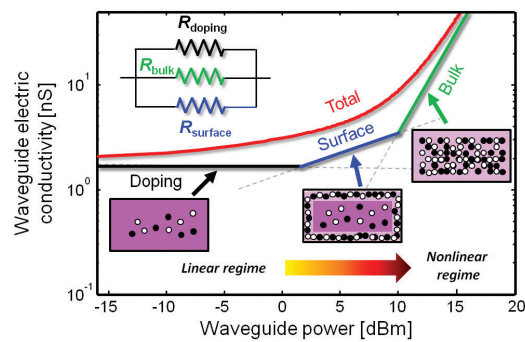 R_doping
R_bulk
R_surface
Total
Surface
Bulk
Doping
Linear regime
Nonlinear regime
Waveguide electric
conductivity [nS]
10^1
10^0
10^-1
-15 -10 -5 0 5 10 15 20
Waveguide power [dBm]